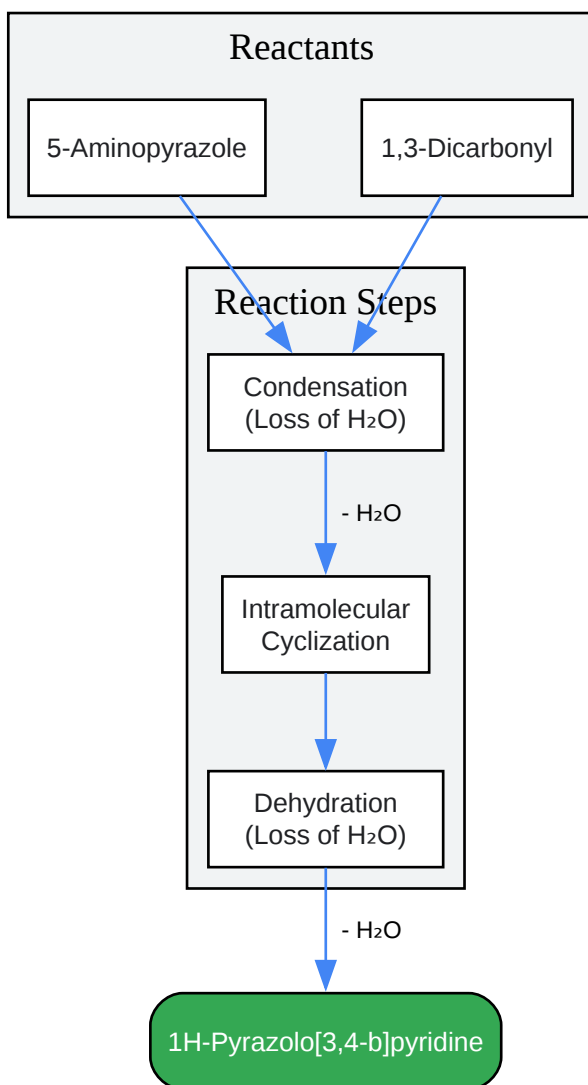 Reactants
5-Aminopyrazole
1,3-Dicarbonyl
Reaction Steps
Condensation
(Loss of H₂O)
- H₂O
Intramolecular
Cyclization
Dehydration
(Loss of H₂O)
- H₂O
1H-Pyrazolo[3,4-b]pyridine